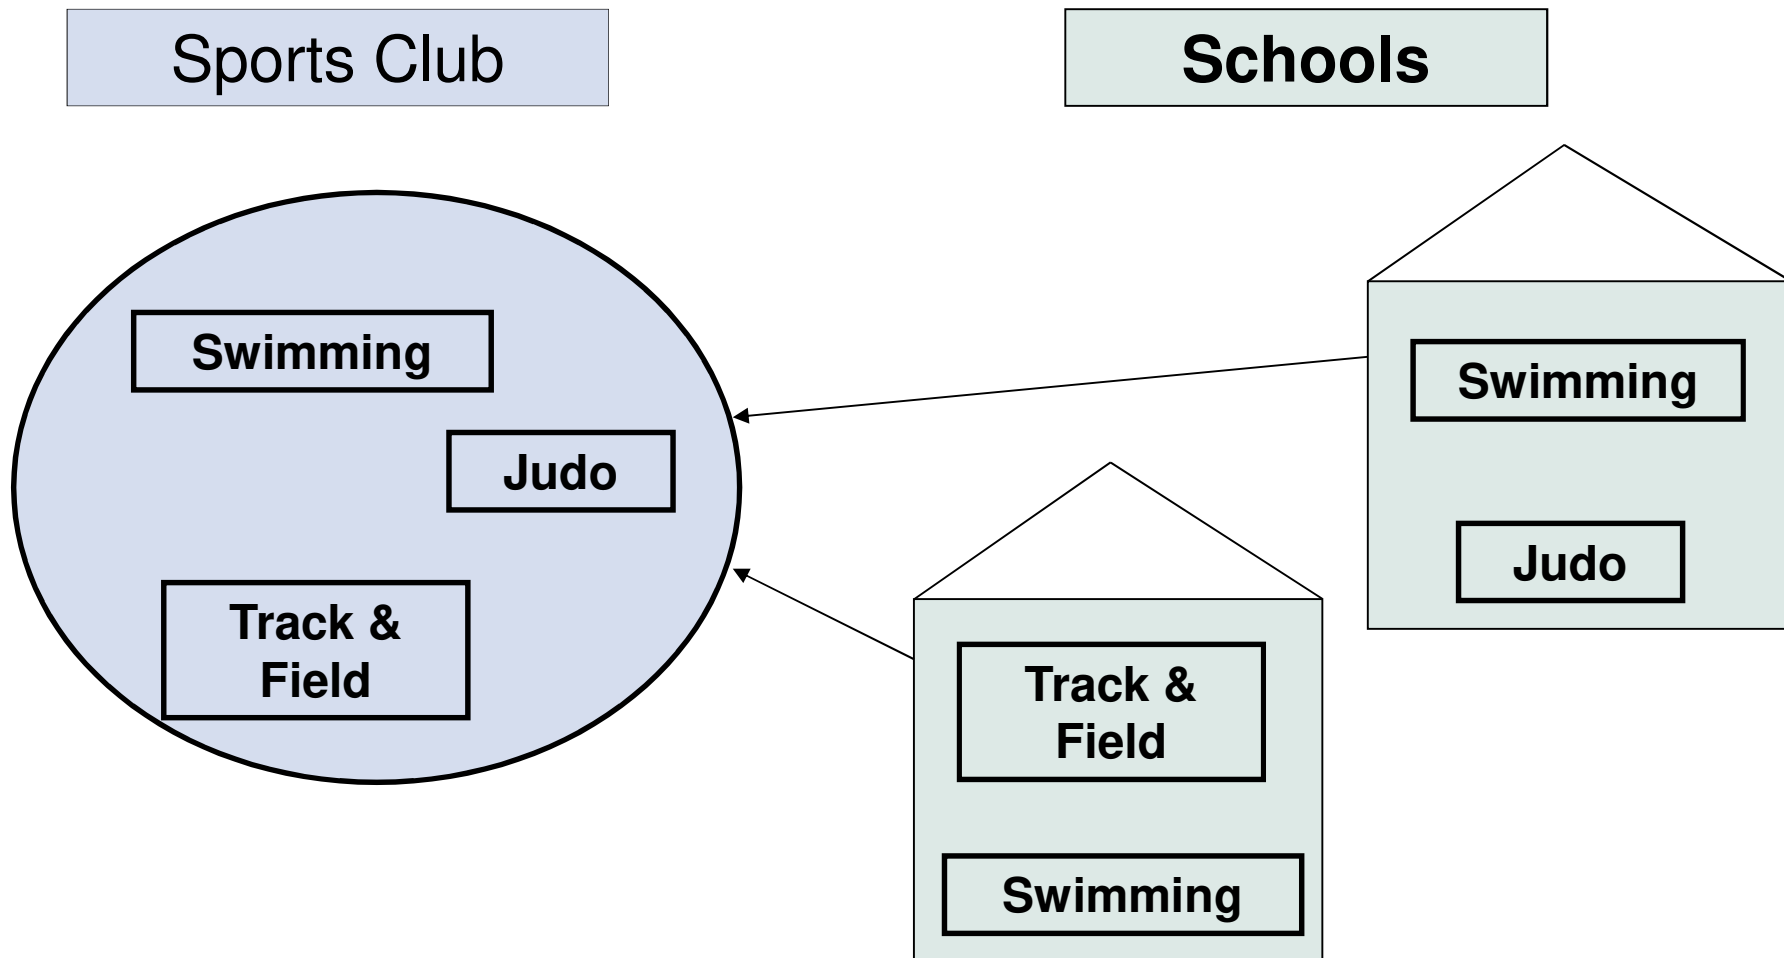 Sports Club
Schools
Swimming
Judo
Track &
Field
Swimming
Judo
Track &
Field
Swimming